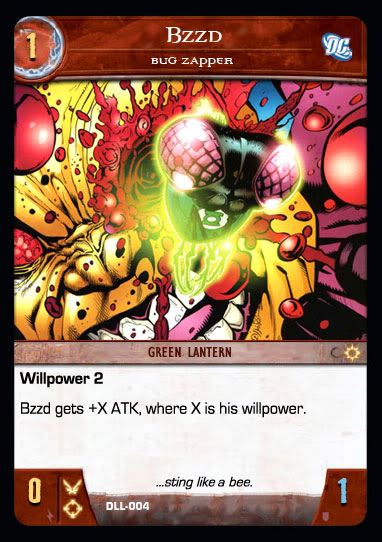 1
Bzzd
BUG ZAPPER
DC
GREEN LANTERN
Willpower 2
Bzzd gets +X ATK, where X is his willpower.
...sting like a bee.
0
DLL-004
1